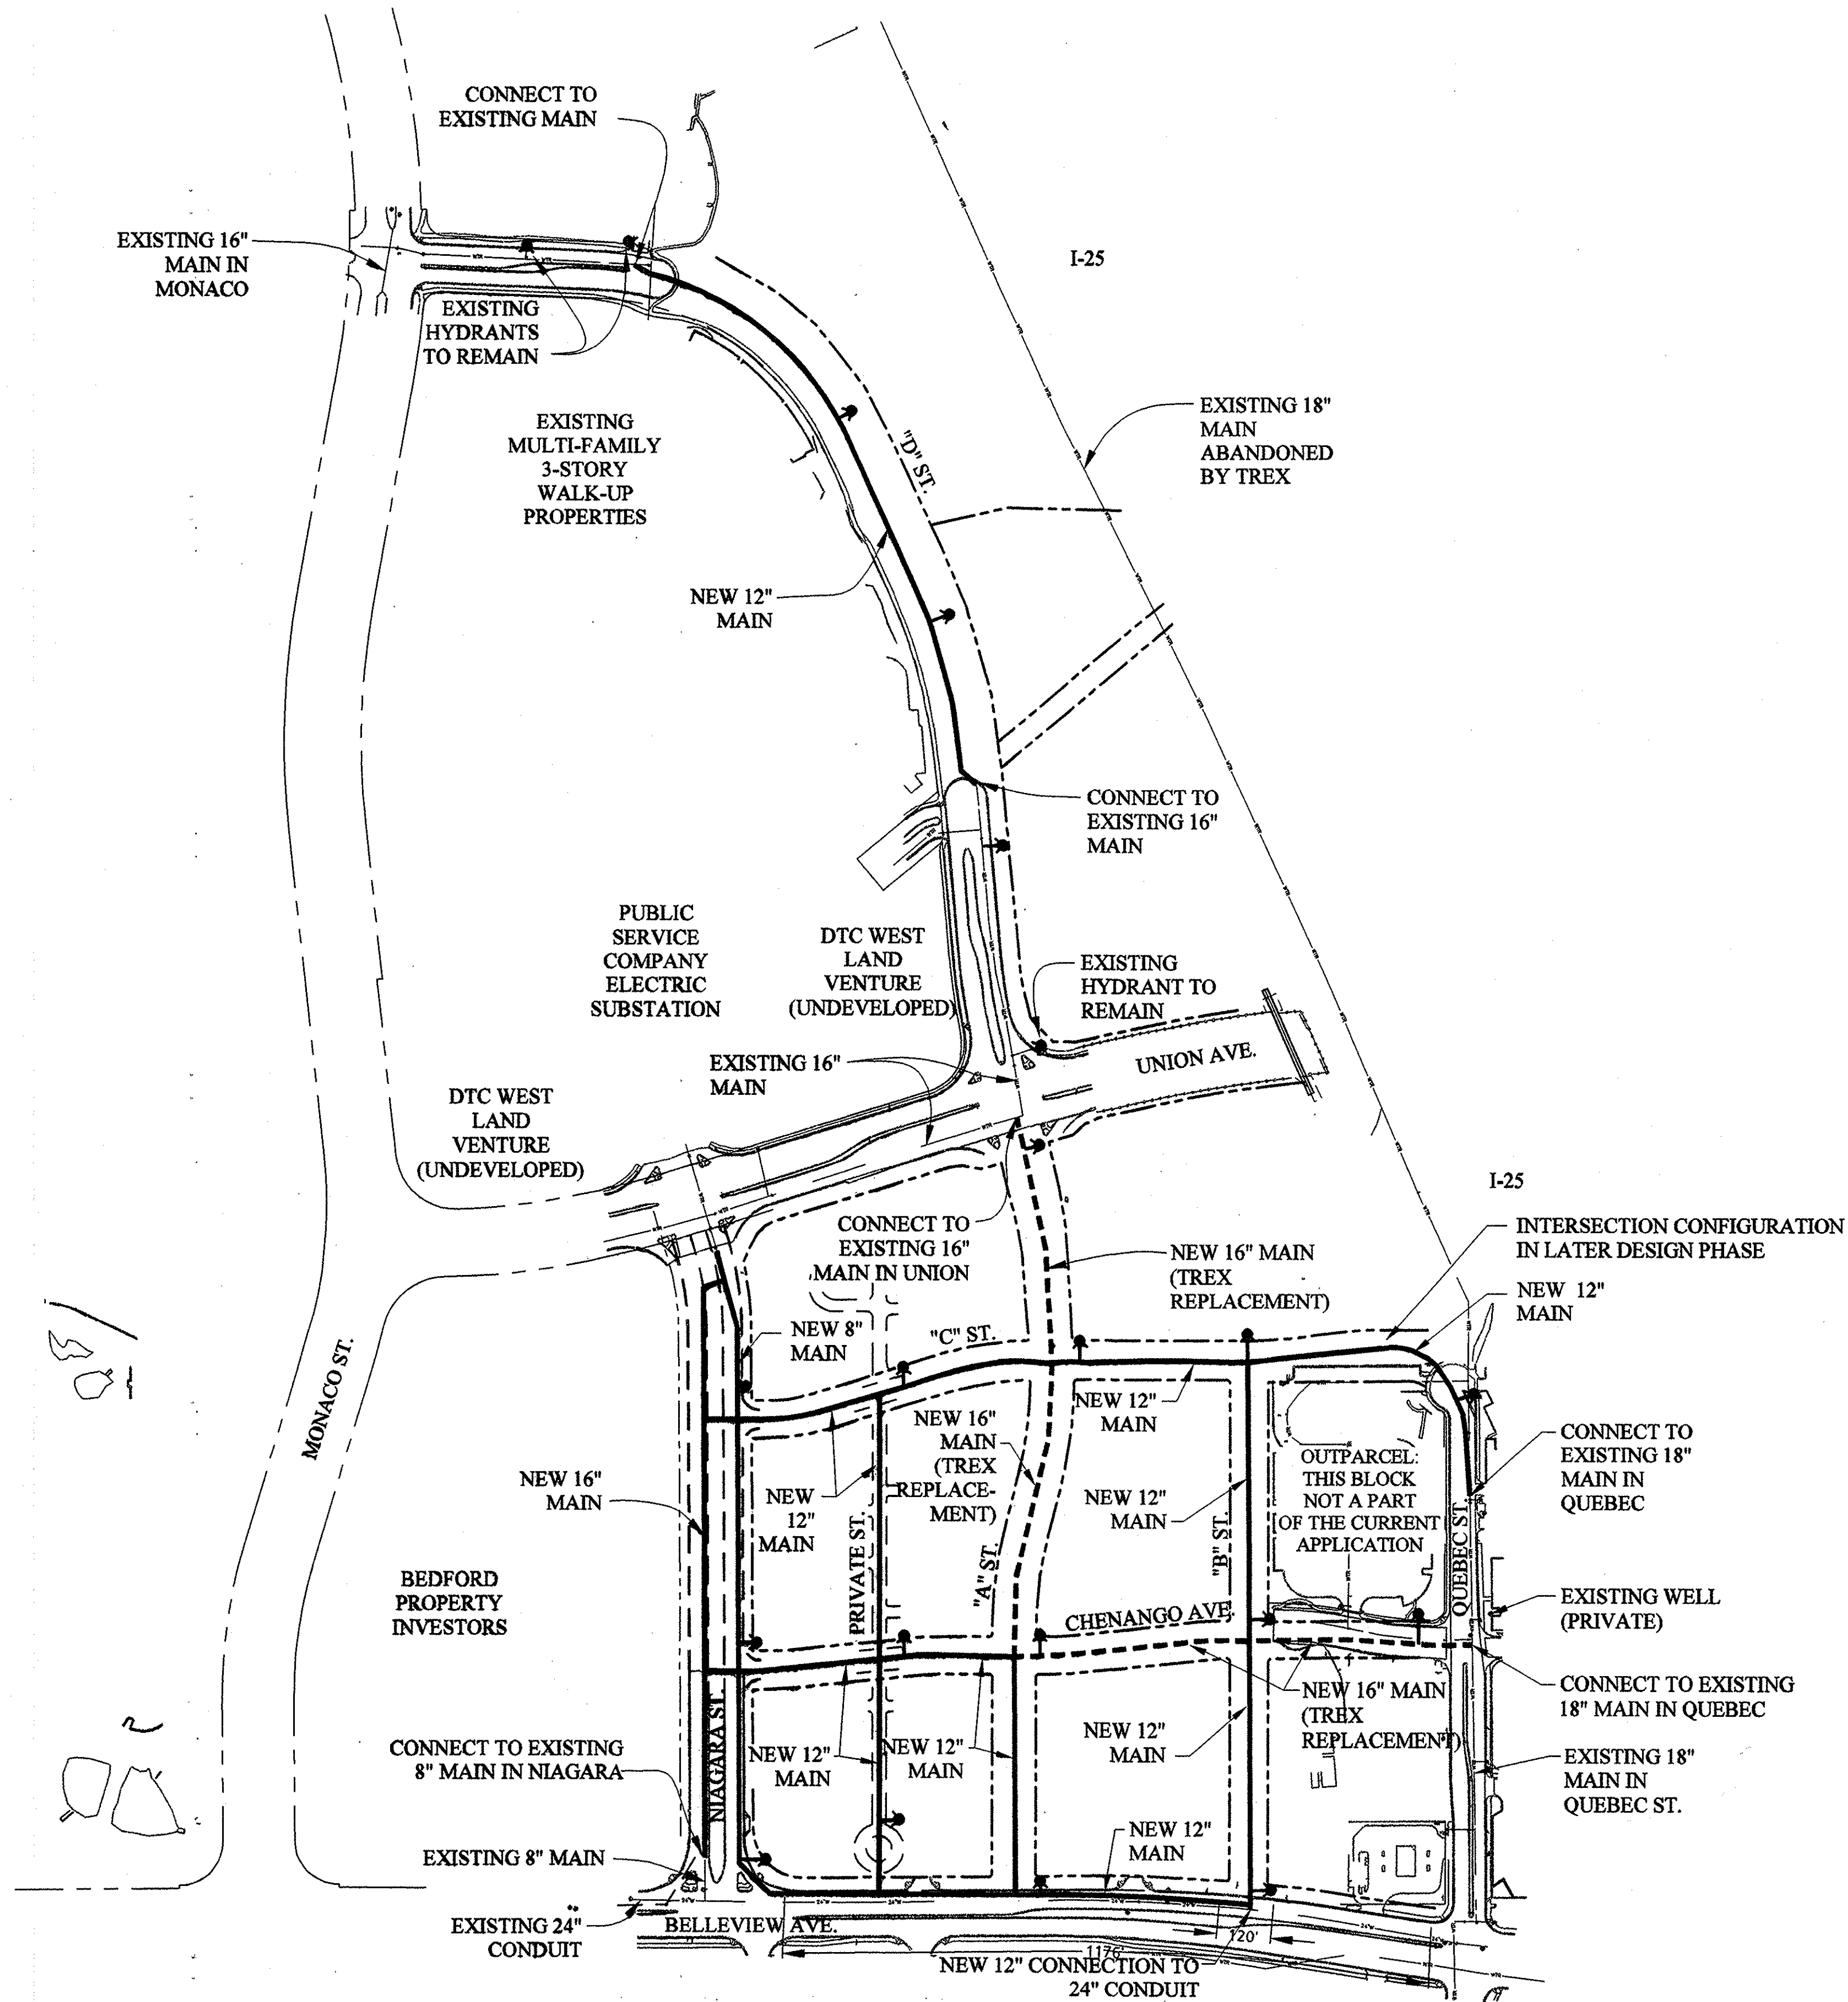 CONNECT TO
EXISTING MAIN
EXISTING 16"
MAIN IN
MONACO
I-25
EXISTING
HYDRANTS
TO REMAIN
EXISTING 18"
MAIN
ABANDONED
BY TREX
EXISTING
MULTI-FAMILY
3-STORY
WALK-UP
PROPERTIES
"D" ST.
NEW 12"
MAIN
CONNECT TO
EXISTING 16"
MAIN
PUBLIC
SERVICE
COMPANY
ELECTRIC
SUBSTATION
DTC WEST
LAND
VENTURE
(UNDEVELOPED)
EXISTING
HYDRANT TO
REMAIN
UNION AVE.
EXISTING 16"
MAIN
DTC WEST
LAND
VENTURE
(UNDEVELOPED)
I-25
CONNECT TO
EXISTING 16"
MAIN IN UNION
NEW 16" MAIN
(TREX
REPLACEMENT)
INTERSECTION CONFIGURATION
IN LATER DESIGN PHASE
NEW 12"
MAIN
NEW 8"
MAIN
"C" ST.
MONACO ST.
NEW 12"
MAIN
NEW 16"
MAIN
(TREX
REPLACE-
MENT)
OUTPARCEL:
THIS BLOCK
NOT A PART
OF THE CURRENT
APPLICATION
CONNECT TO
EXISTING 18"
MAIN IN
QUEBEC
NEW 16"
MAIN
NEW
12"
MAIN
NEW 12"
MAIN
PRIVATE ST.
"A" ST.
"B" ST.
QUEBEC ST.
BEDFORD
PROPERTY
INVESTORS
CHENANGO AVE.
EXISTING WELL
(PRIVATE)
CONNECT TO EXISTING
18" MAIN IN QUEBEC
NEW 16" MAIN
(TREX
REPLACEMENT)
NIAGARA ST.
CONNECT TO EXISTING
8" MAIN IN NIAGARA
NEW 12"
MAIN
NEW 12"
MAIN
NEW 12"
MAIN
EXISTING 18"
MAIN IN
QUEBEC ST.
NEW 12"
MAIN
EXISTING 8" MAIN
EXISTING 24"
CONDUIT
BELLEVIEW AVE.
120'
1176'
NEW 12" CONNECTION TO
24" CONDUIT